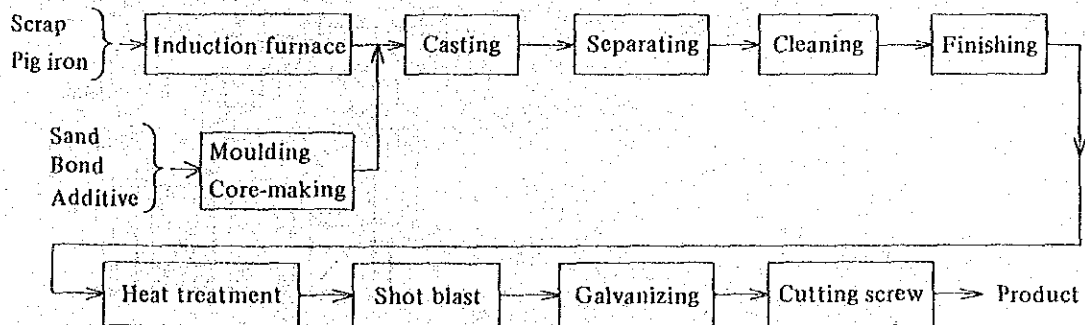 Scrap
Pig iron
Induction furnace
Casting
Separating
Cleaning
Finishing
Sand
Bond
Additive
Moulding
Core-making
Heat treatment
Shot blast
Galvanizing
Cutting screw
Product